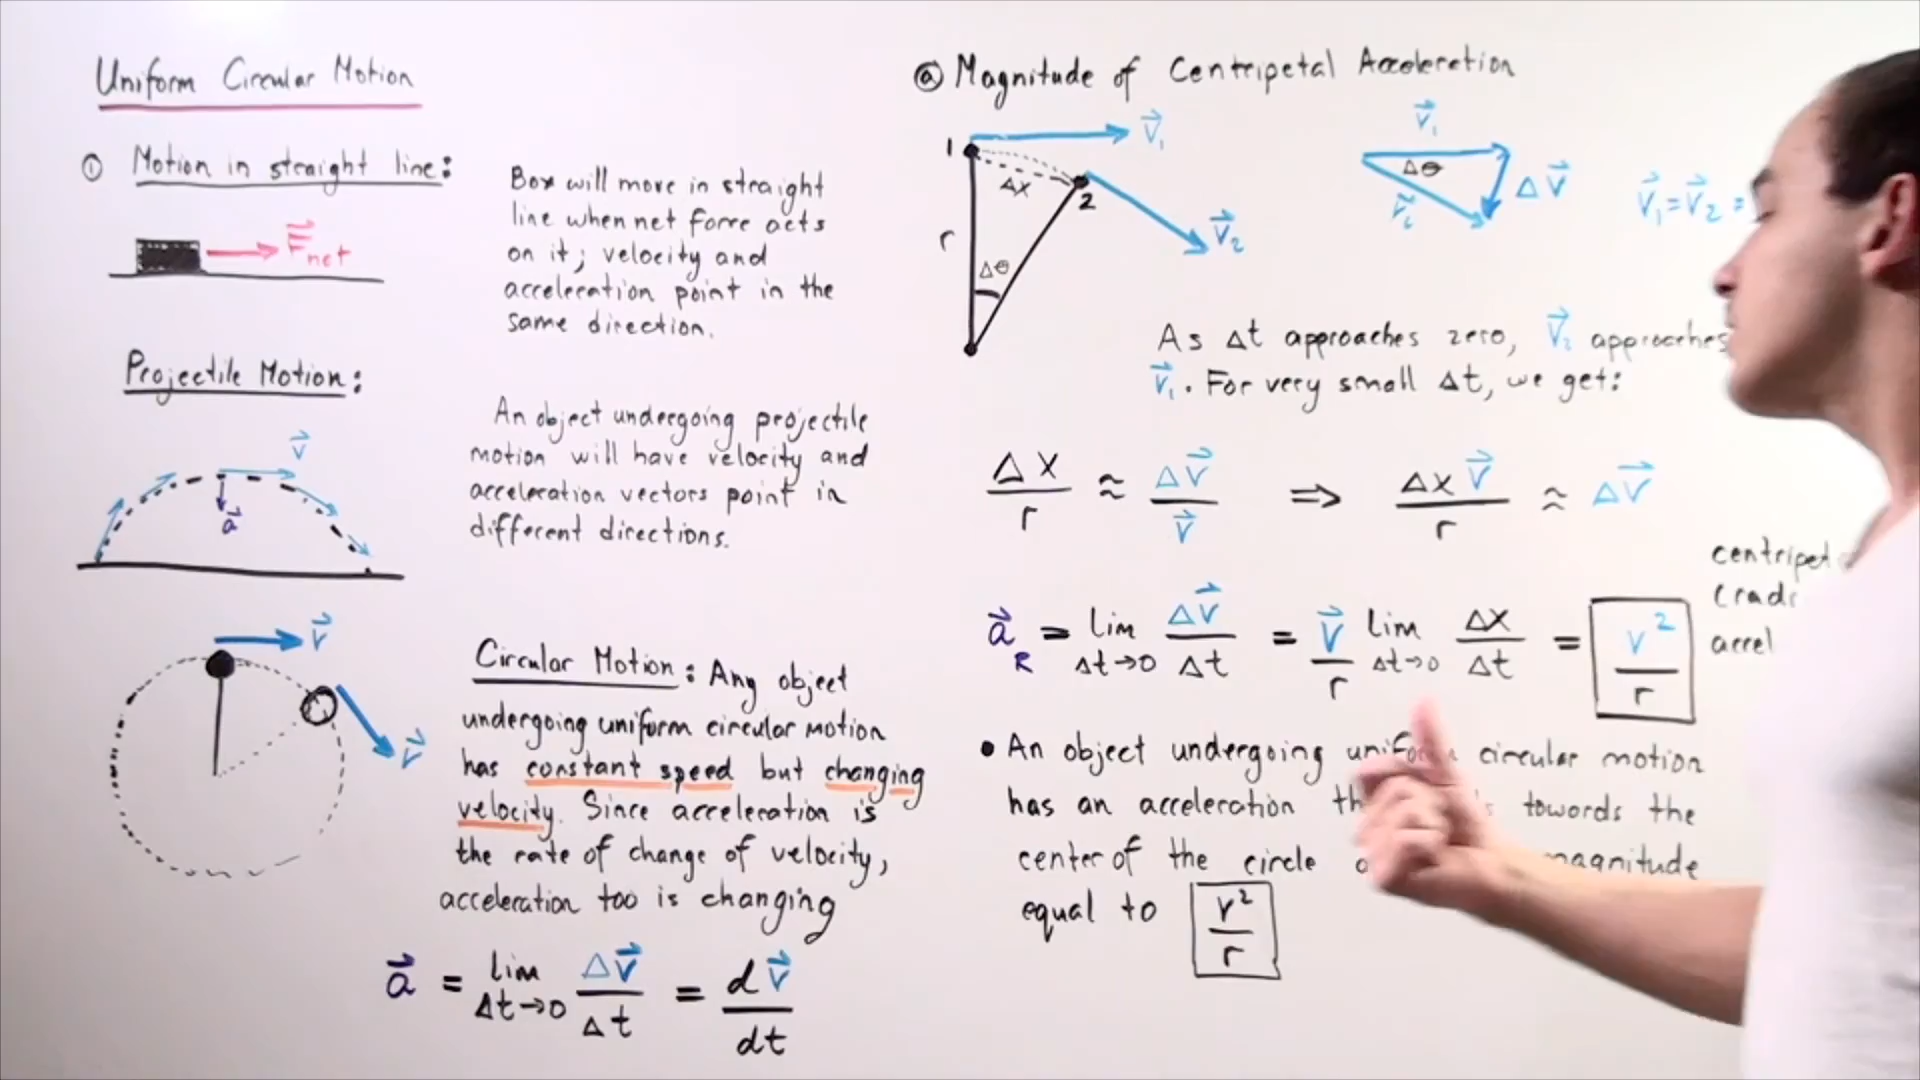 Uniform Circular Motion
① Motion in straight line:
F⃗net
Box will move in straight
line when net force acts
on it; velocity and
acceleration point in the
same direction.
Projectile Motion:
v⃗
a⃗
An object undergoing projectile
motion will have velocity and
acceleration vectors point in
different directions.
v⃗
v⃗
Circular Motion: Any object
undergoing uniform circular motion
has constant speed but changing
velocity. Since acceleration is
the rate of change of velocity,
acceleration too is changing
a⃗ = lim Δt→0 Δv⃗/Δt = dv⃗/dt
ⓐ Magnitude of Centripetal Acceleration
1
v⃗1
Δx
2
v⃗2
r
Δθ
v⃗1
Δθ
Δv⃗
v⃗1 = v⃗2 =
As Δt approaches zero, v⃗2 approaches
v⃗1. For very small Δt, we get:
Δx/r ≈ Δv⃗/v⃗ ⇒ Δx v⃗/r ≈ Δv⃗
a⃗R = lim Δt→0 Δv⃗/Δt = v⃗/r lim Δt→0 Δx/Δt = v²/r
• An object undergoing uniform circular motion
has an acceleration towards the
center of the circle magnitude
equal to v²/r